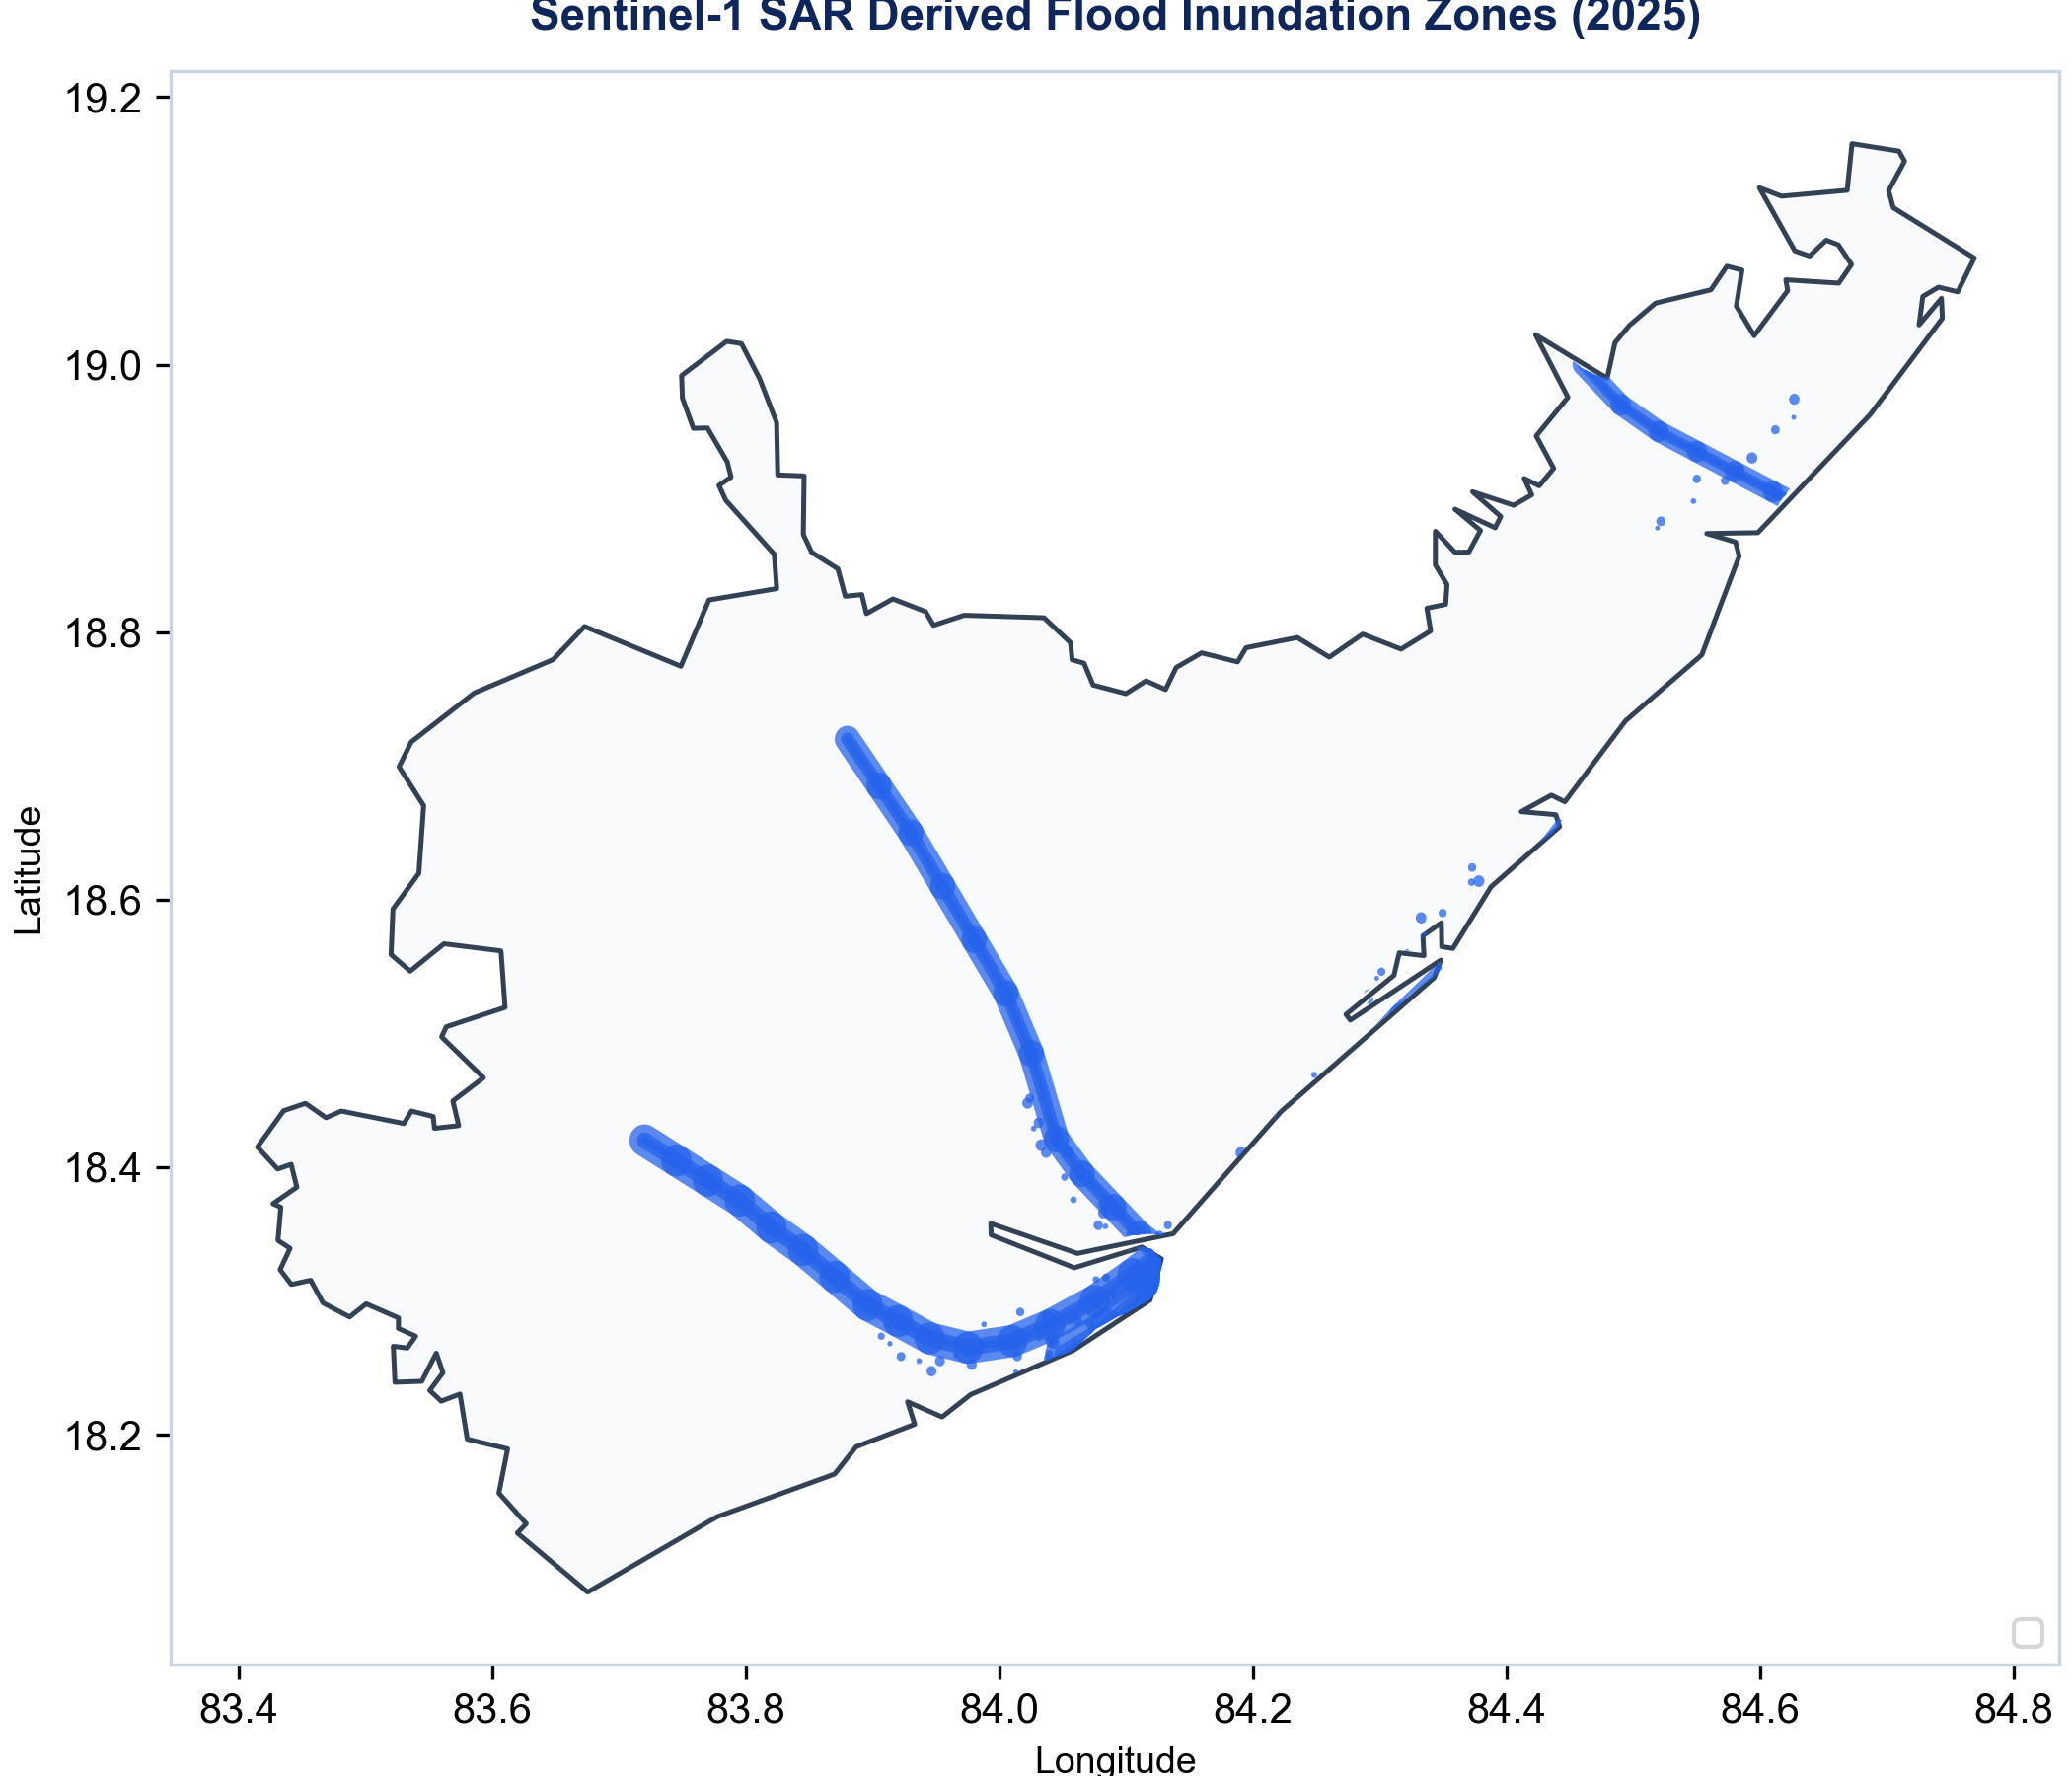 Sentinel-1 SAR Derived Flood Inundation Zones (2025)
19.2
19.0
18.8
18.6
18.4
18.2
Latitude
83.4 83.6 83.8 84.0 84.2 84.4 84.6 84.8
Longitude